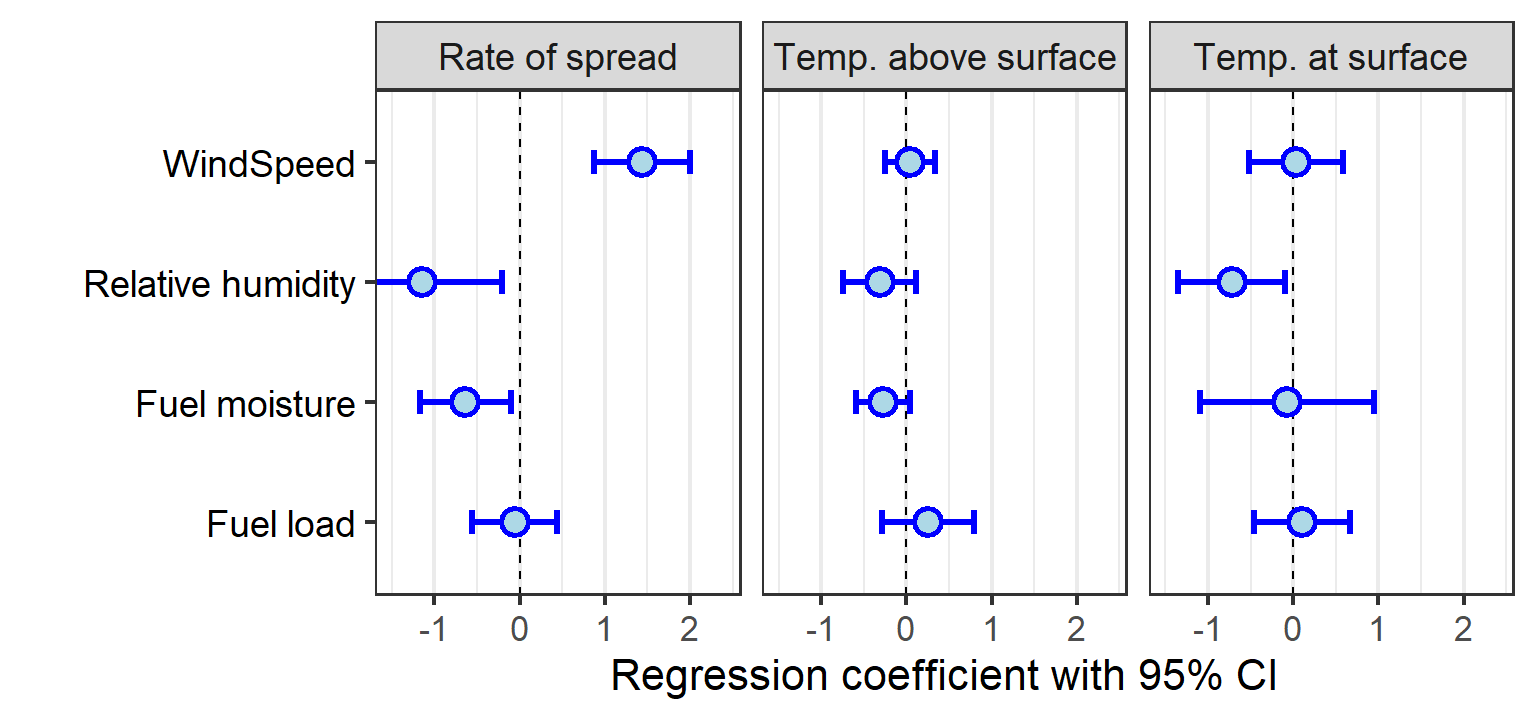 Rate of spread Temp. above surface Temp. at surface
WindSpeed
Relative humidity
Fuel moisture
Fuel load
-1 0 1 2 -1 0 1 2 -1 0 1 2
Regression coefficient with 95% CI